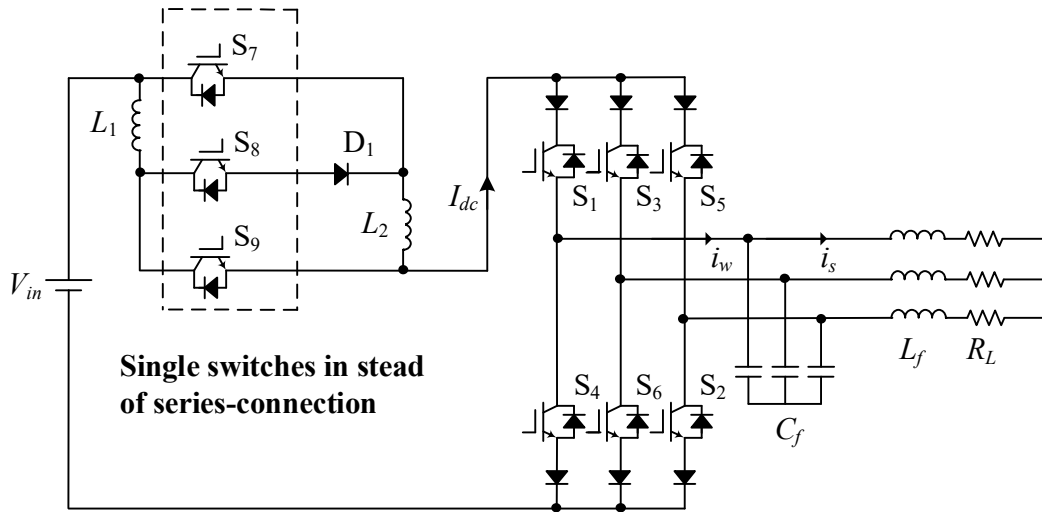 S7
L1
S8
D1
Idc
L2
S9
S1
S3
S5
iw
is
Vin
Lf
RL
Single switches in stead
of series-connection
S4
S6
S2
Cf